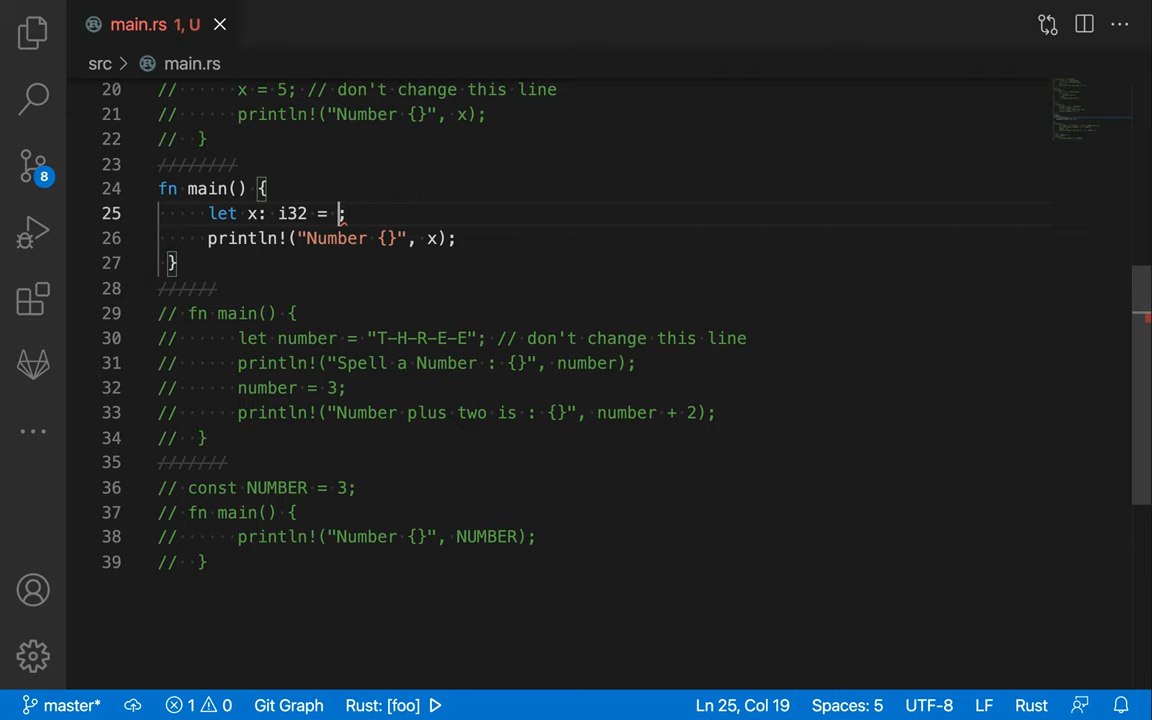 main.rs 1, U
src > main.rs
20 // x = 5; // don't change this line
21 // println!("Number {}", x);
22 // }
23 ////////
24 fn main() {
25 let x: i32 = ;
26 println!("Number {}", x);
27 }
28 //////
29 // fn main() {
30 // let number = "T-H-R-E-E"; // don't change this line
31 // println!("Spell a Number : {}", number);
32 // number = 3;
33 // println!("Number plus two is : {}", number + 2);
34 // }
35 ///////
36 // const NUMBER = 3;
37 // fn main() {
38 // println!("Number {}", NUMBER);
39 // }
8
master* 1 0 Git Graph Rust: [foo] Ln 25, Col 19 Spaces: 5 UTF-8 LF Rust